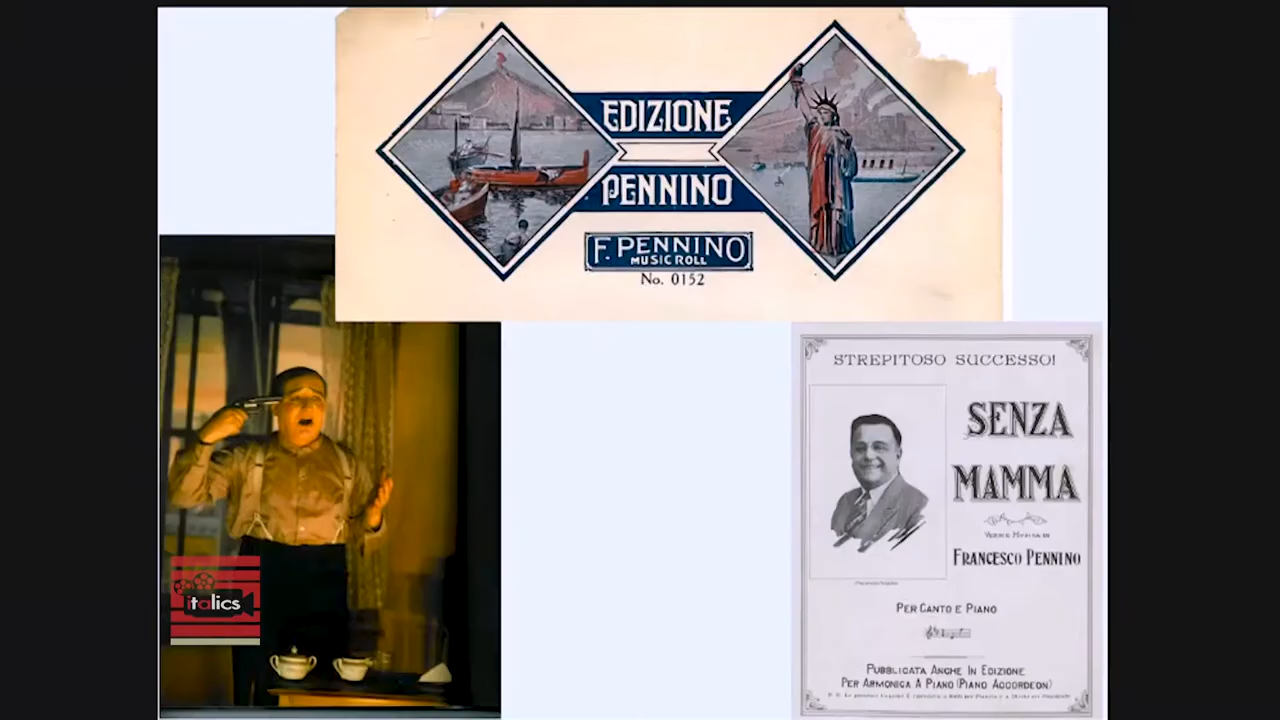 EDIZIONE
PENNINO
F. PENNINO
MUSIC ROLL
No. 0152
STREPITOSO SUCCESSO!
SENZA
MAMMA
FRANCESCO PENNINO
PER CANTO E PIANO
PUBBLICATA ANCHE IN EDIZIONE
PER ARMONICA A PIANO (PIANO ACCORDEON)
italics